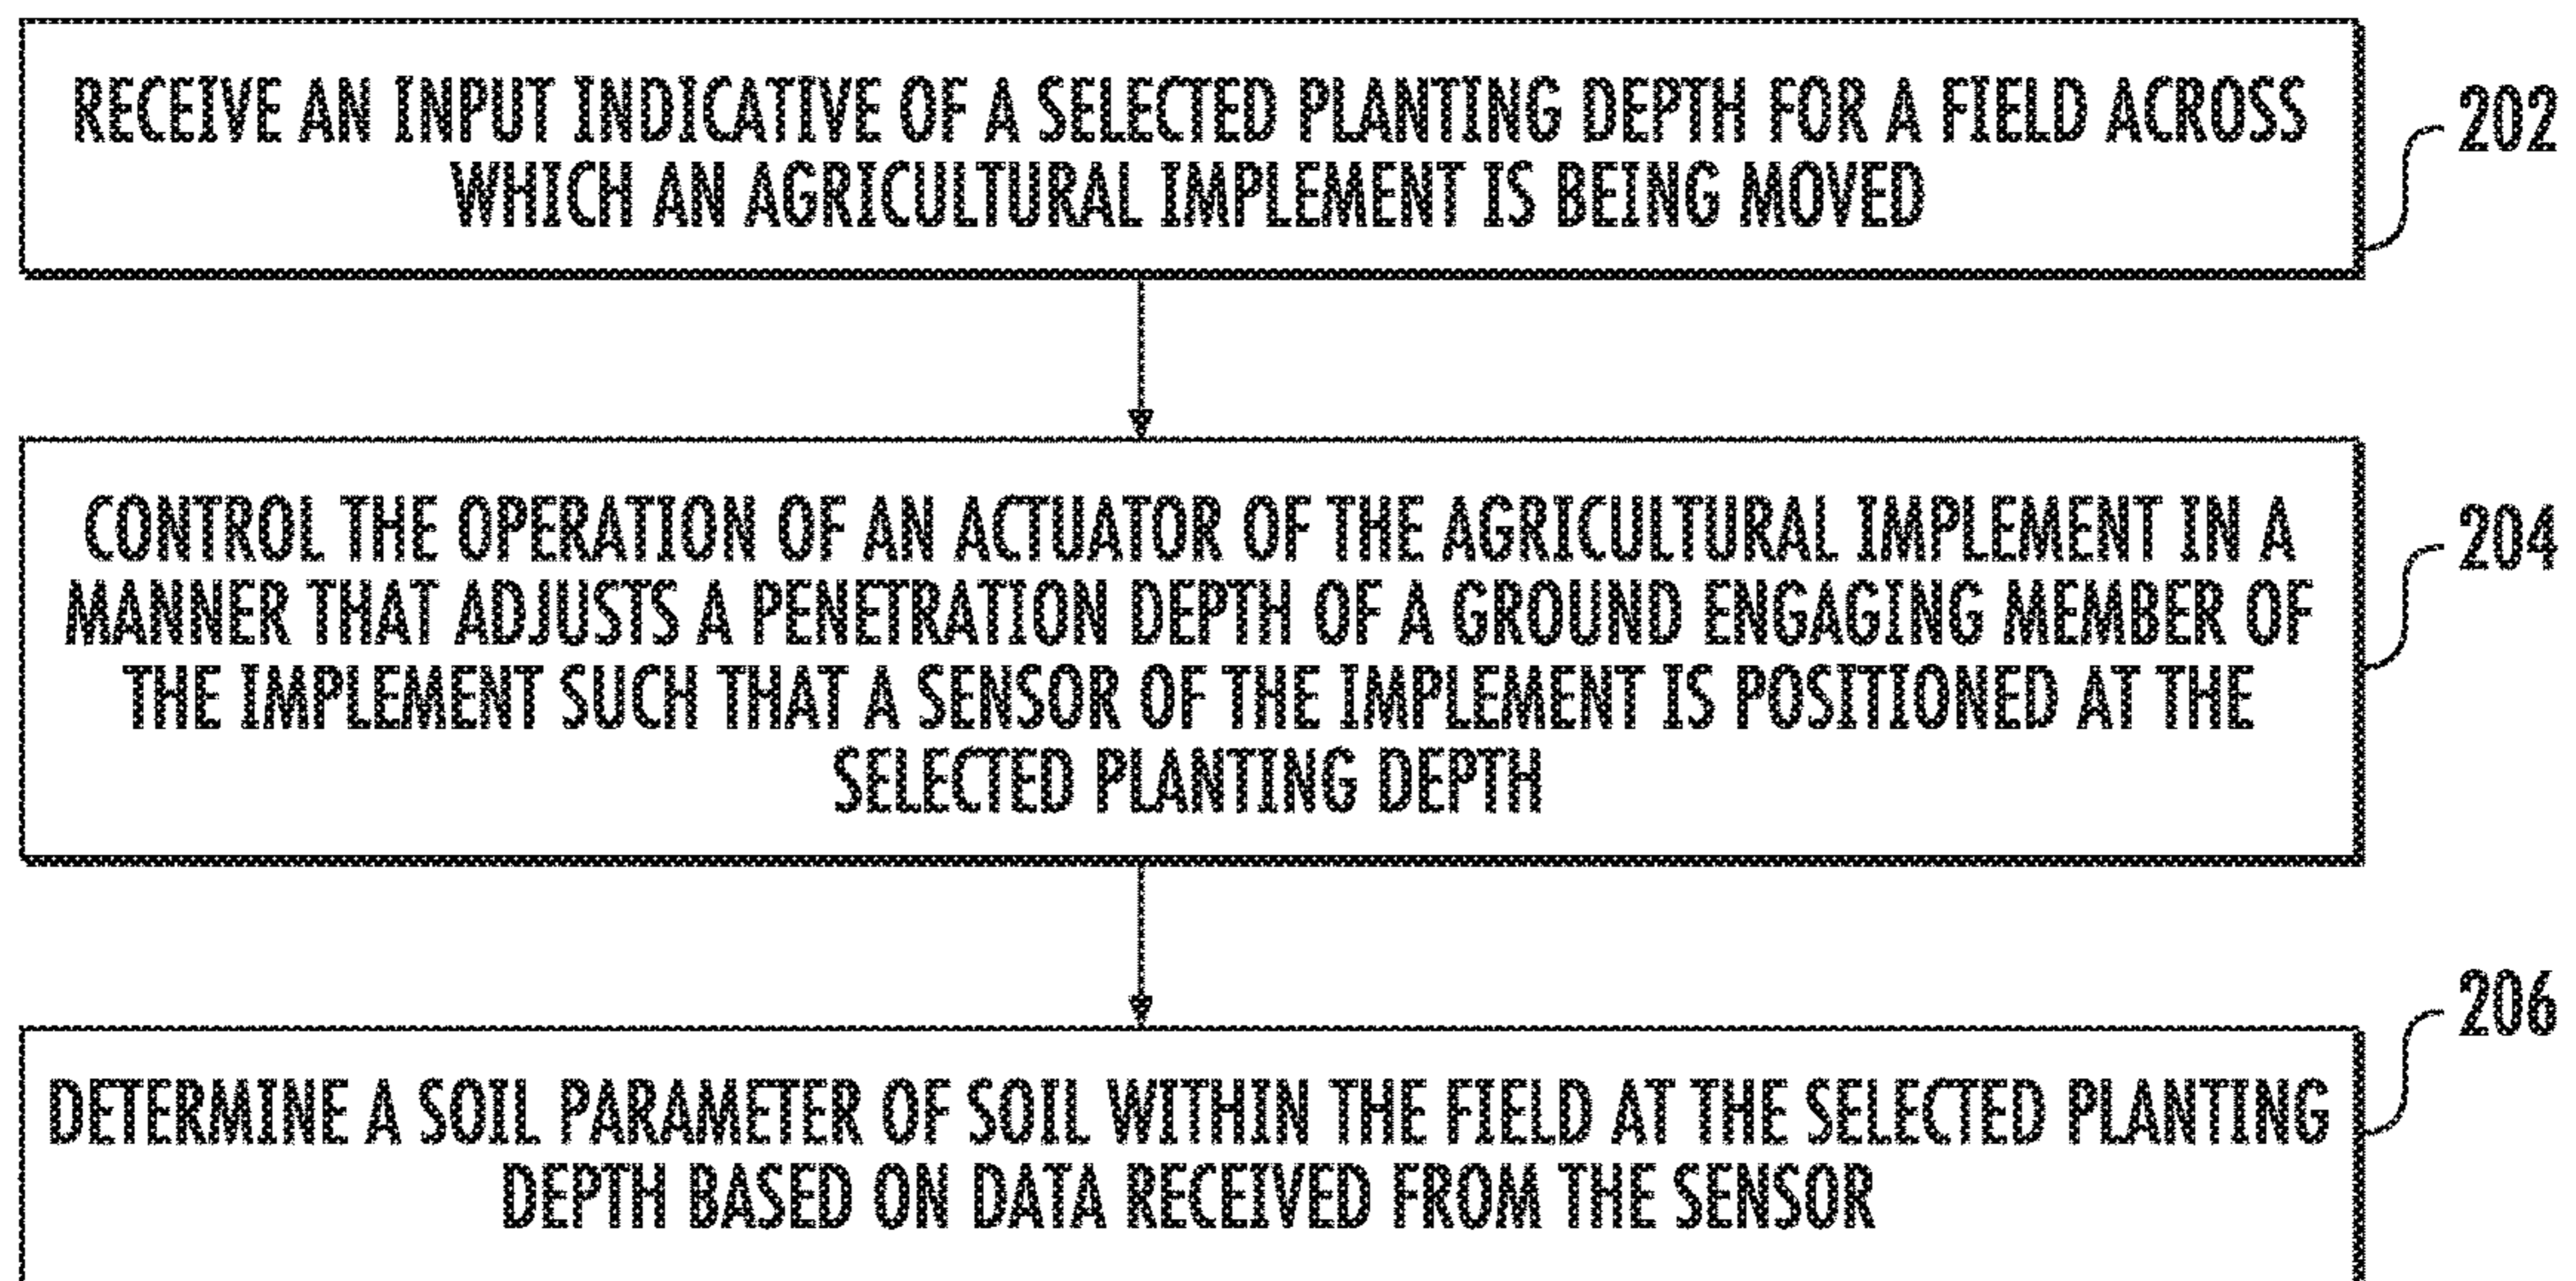 RECEIVE AN INPUT INDICATIVE OF A SELECTED PLANTING DEPTH FOR A FIELD ACROSS
WHICH AN AGRICULTURAL IMPLEMENT IS BEING MOVED
202
CONTROL THE OPERATION OF AN ACTUATOR OF THE AGRICULTURAL IMPLEMENT IN A
MANNER THAT ADJUSTS A PENETRATION DEPTH OF A GROUND ENGAGING MEMBER OF
THE IMPLEMENT SUCH THAT A SENSOR OF THE IMPLEMENT IS POSITIONED AT THE
SELECTED PLANTING DEPTH
204
DETERMINE A SOIL PARAMETER OF SOIL WITHIN THE FIELD AT THE SELECTED PLANTING
DEPTH BASED ON DATA RECEIVED FROM THE SENSOR
206